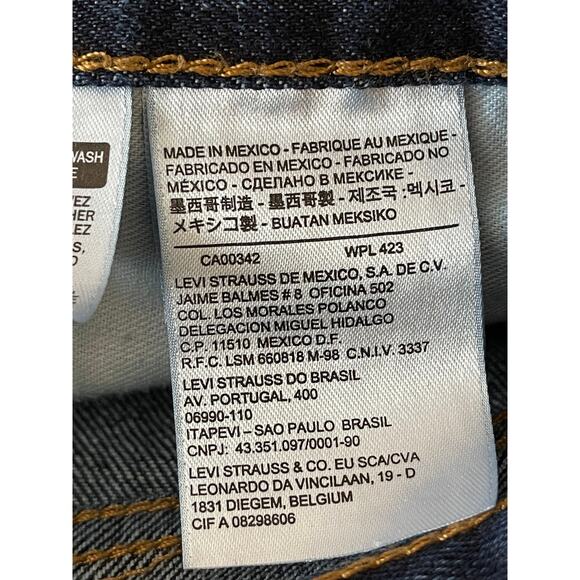 WASH
E
VEZ
HER
LEZ
S,
O
MADE IN MEXICO - FABRIQUE AU MEXIQUE -
FABRICADO EN MEXICO - FABRICADO NO
MÉXICO - СДЕЛАНО В МЕКСИКЕ -
墨西哥制造 - 墨西哥製 - 제조국 :멕시코 -
メキシコ製 - BUATAN MEKSIKO
CA00342 WPL 423
LEVI STRAUSS DE MEXICO, S.A. DE C.V.
JAIME BALMES # 8 OFICINA 502
COL. LOS MORALES POLANCO
DELEGACION MIGUEL HIDALGO
C.P. 11510 MEXICO D.F.
R.F.C. LSM 660818 M-98 C.N.I.V. 3337
LEVI STRAUSS DO BRASIL
AV. PORTUGAL, 400
06990-110
ITAPEVI – SAO PAULO BRASIL
CNPJ: 43.351.097/0001-90
LEVI STRAUSS & CO. EU SCA/CVA
LEONARDO DA VINCILAAN, 19 - D
1831 DIEGEM, BELGIUM
CIF A 08298606